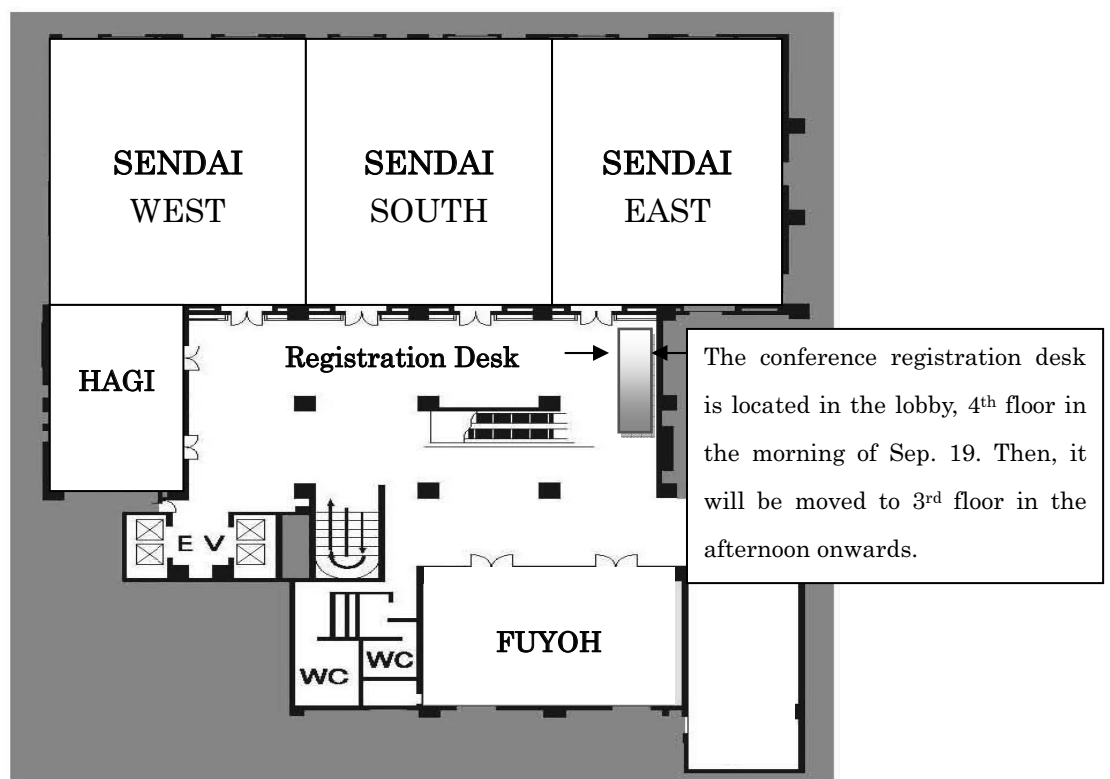 SENDAI
WEST
SENDAI
SOUTH
SENDAI
EAST
HAGI
Registration Desk
The conference registration desk
is located in the lobby, 4th floor in
the morning of Sep. 19. Then, it
will be moved to 3rd floor in the
afternoon onwards.
E V
FUYOH
WC
WC